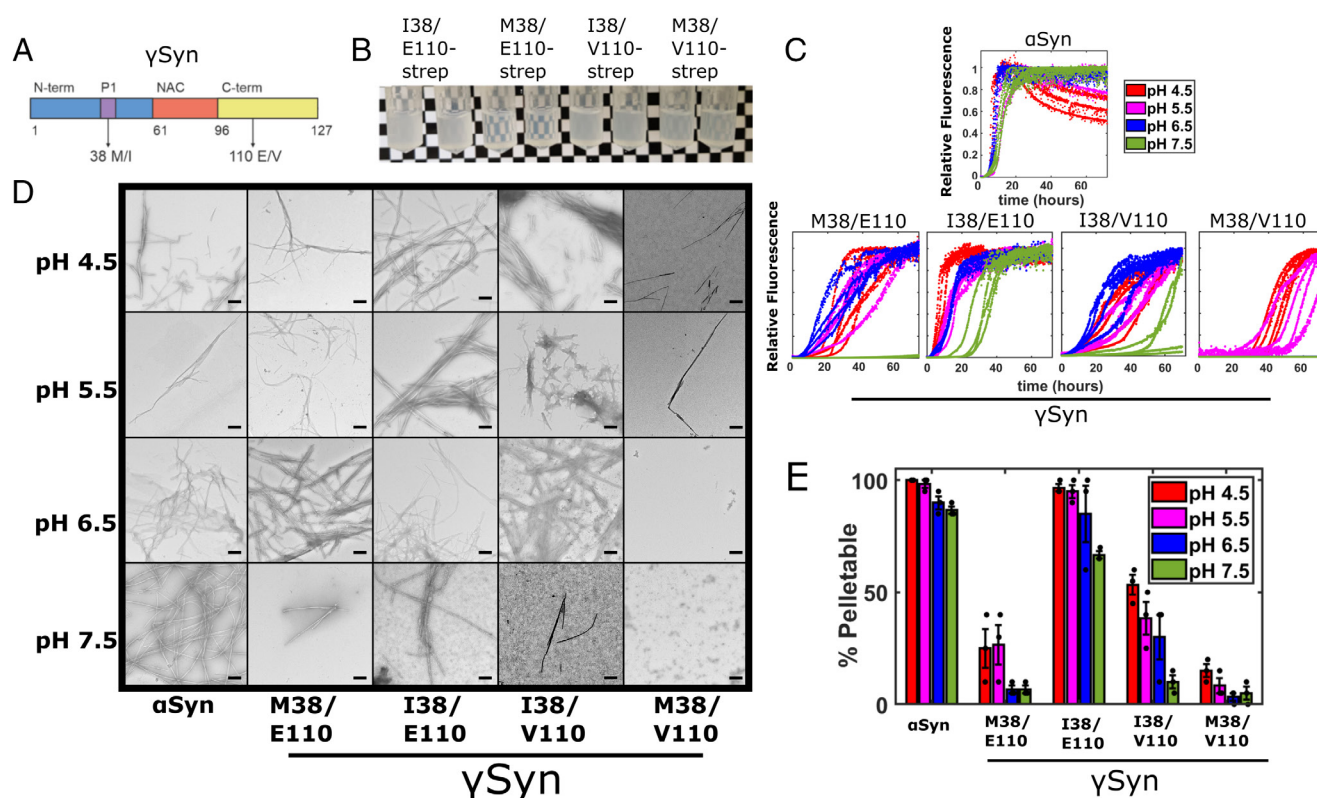 A
γSyn
N-term P1 NAC C-term
1 61 96 127
38 M/I 110 E/V
B
I38/ M38/ I38/ M38/
E110- E110- V110- V110-
strep strep strep strep
C
αSyn
Relative Fluorescence
1
0.8
0.6
0.4
0.2
0
0 20 40 60
time (hours)
pH 4.5
pH 5.5
pH 6.5
pH 7.5
M38/E110 I38/E110 I38/V110 M38/V110
Relative Fluorescence
0 20 40 60 0 20 40 60 0 20 40 60 0 20 40 60
time (hours)
γSyn
D
pH 4.5
pH 5.5
pH 6.5
pH 7.5
αSyn M38/ I38/ I38/ M38/
E110 E110 V110 V110
γSyn
E
% Pelletable
100
50
0
pH 4.5
pH 5.5
pH 6.5
pH 7.5
αSyn M38/ I38/ I38/ M38/
E110 E110 V110 V110
γSyn